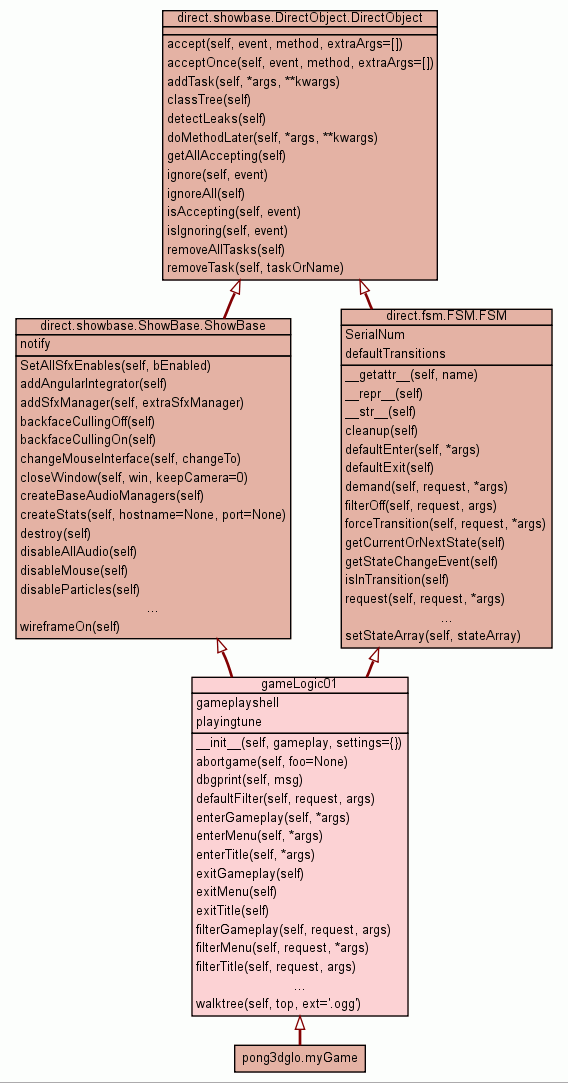 direct.showbase.DirectObject.DirectObject
accept(self, event, method, extraArgs=[])
acceptOnce(self, event, method, extraArgs=[])
addTask(self, *args, **kwargs)
classTree(self)
detectLeaks(self)
doMethodLater(self, *args, **kwargs)
getAllAccepting(self)
ignore(self, event)
ignoreAll(self)
isAccepting(self, event)
isIgnoring(self, event)
removeAllTasks(self)
removeTask(self, taskOrName)
direct.showbase.ShowBase.ShowBase
notify
SetAllSfxEnables(self, bEnabled)
addAngularIntegrator(self)
addSfxManager(self, extraSfxManager)
backfaceCullingOff(self)
backfaceCullingOn(self)
changeMouseInterface(self, changeTo)
closeWindow(self, win, keepCamera=0)
createBaseAudioManagers(self)
createStats(self, hostname=None, port=None)
destroy(self)
disableAllAudio(self)
disableMouse(self)
disableParticles(self)
...
wireframeOn(self)
direct.fsm.FSM.FSM
SerialNum
defaultTransitions
__getattr__(self, name)
__repr__(self)
__str__(self)
cleanup(self)
defaultEnter(self, *args)
defaultExit(self)
demand(self, request, *args)
filterOff(self, request, args)
forceTransition(self, request, *args)
getCurrentOrNextState(self)
getStateChangeEvent(self)
isInTransition(self)
request(self, request, *args)
...
setStateArray(self, stateArray)
gameLogic01
gameplayshell
playingtune
__init__(self, gameplay, settings={})
abortgame(self, foo=None)
dbgprint(self, msg)
defaultFilter(self, request, args)
enterGameplay(self, *args)
enterMenu(self, *args)
enterTitle(self, *args)
exitGameplay(self)
exitMenu(self)
exitTitle(self)
filterGameplay(self, request, args)
filterMenu(self, request, *args)
filterTitle(self, request, args)
...
walktree(self, top, ext='.ogg')
pong3dglo.myGame